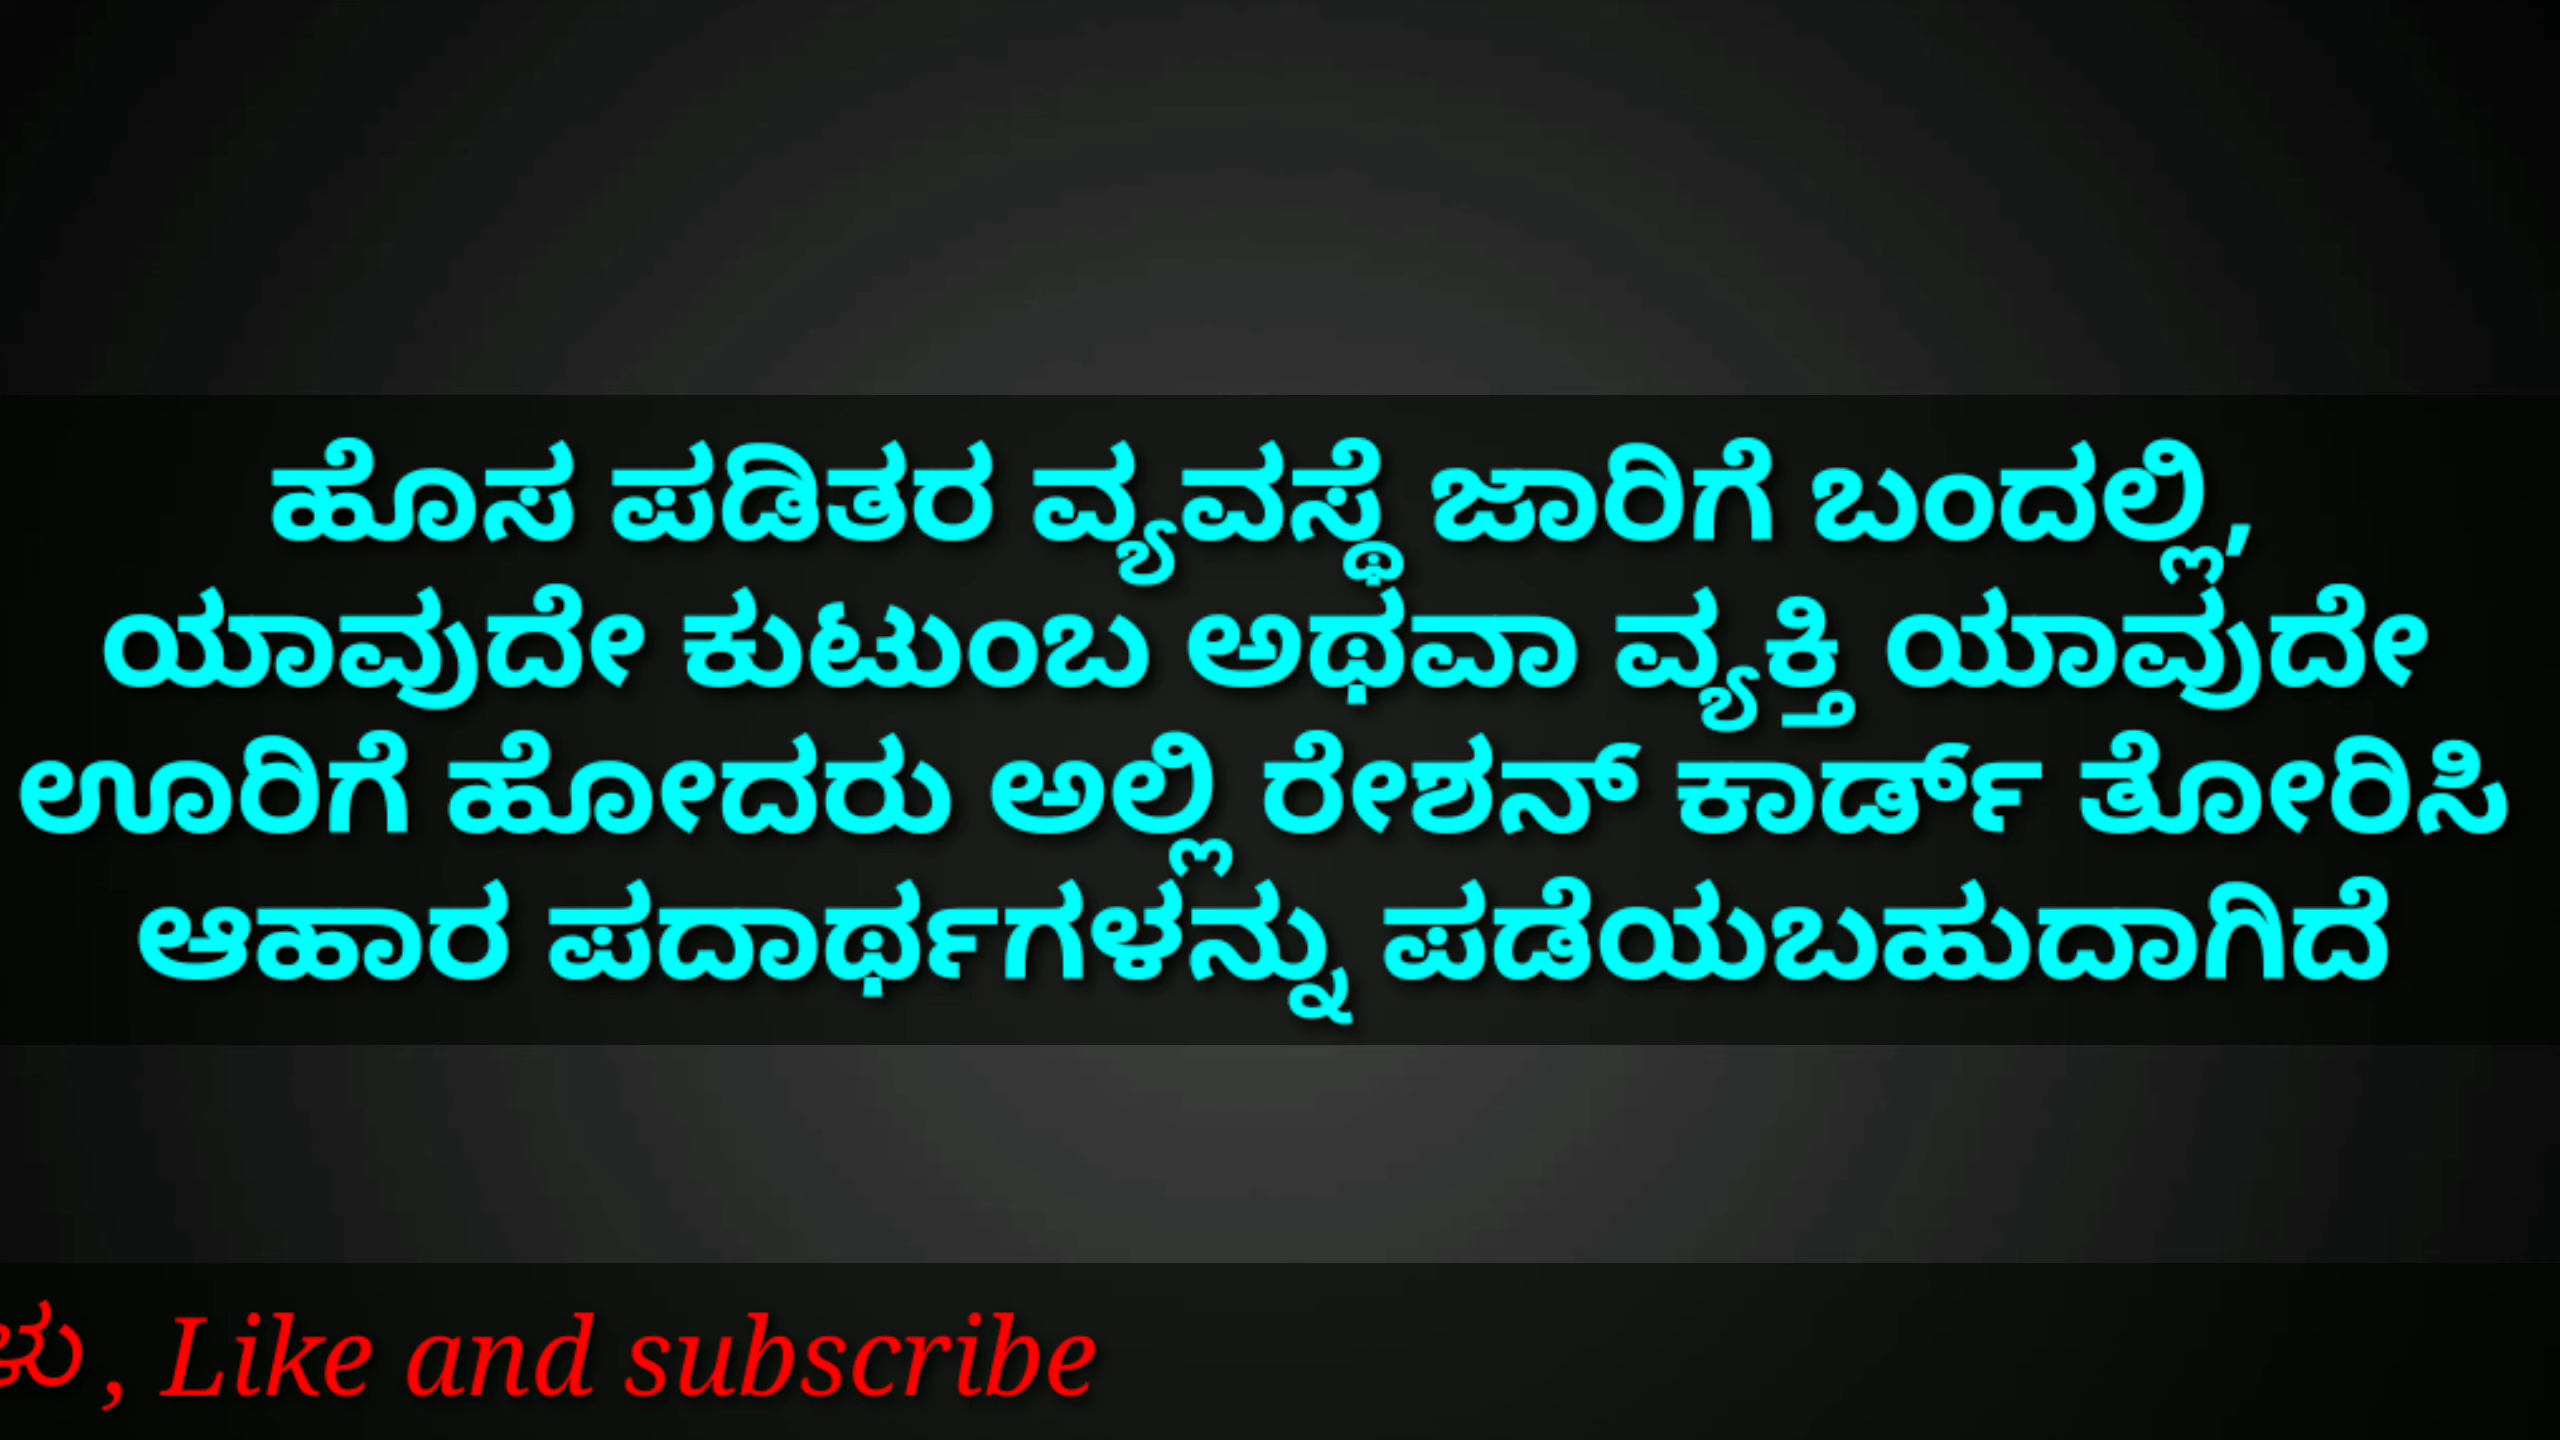 ಹೊಸ ಪಡಿತರ ವ್ಯವಸ್ಥೆ ಜಾರಿಗೆ ಬಂದಲ್ಲಿ,
ಯಾವುದೇ ಕುಟುಂಬ ಅಥವಾ ವ್ಯಕ್ತಿ ಯಾವುದೇ
ಊರಿಗೆ ಹೋದರು ಅಲ್ಲಿ ರೇಶನ್ ಕಾರ್ಡ್ ತೋರಿಸಿ
ಆಹಾರ ಪದಾರ್ಥಗಳನ್ನು ಪಡೆಯಬಹುದಾಗಿದೆ
, Like and subscribe